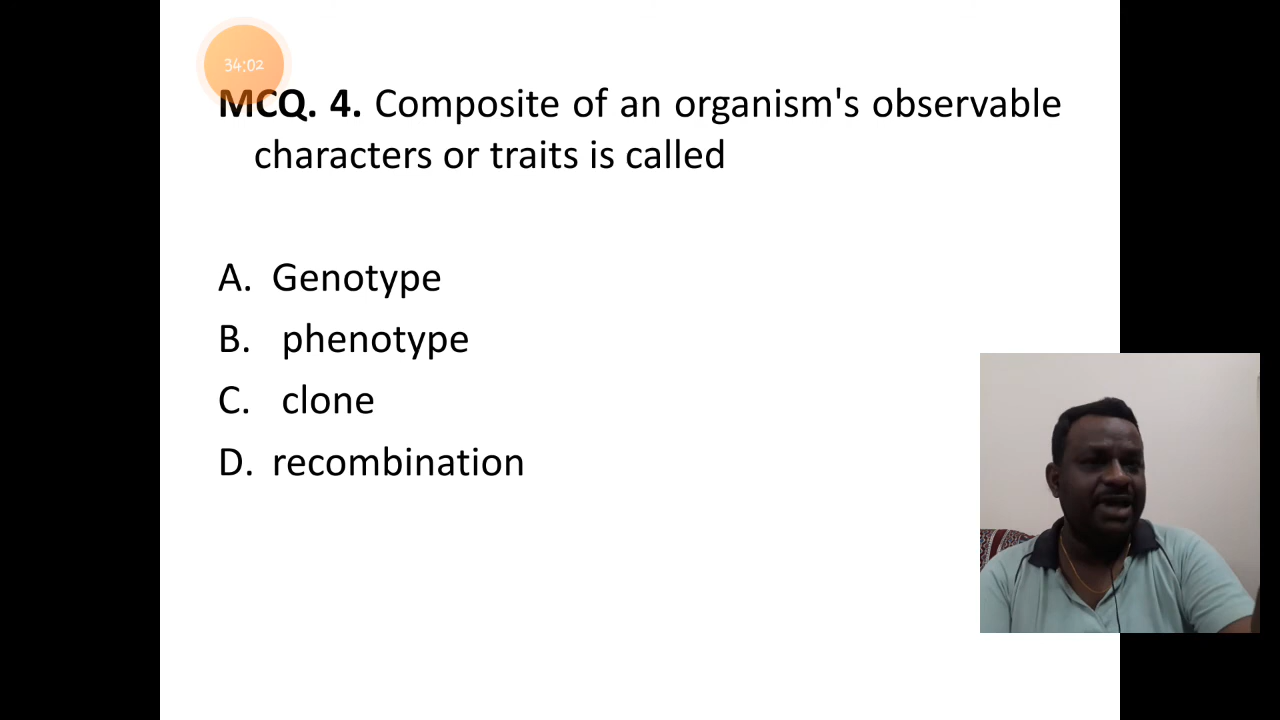 34:02
MCQ. 4. Composite of an organism's observable
characters or traits is called
A. Genotype
B. phenotype
C. clone
D. recombination